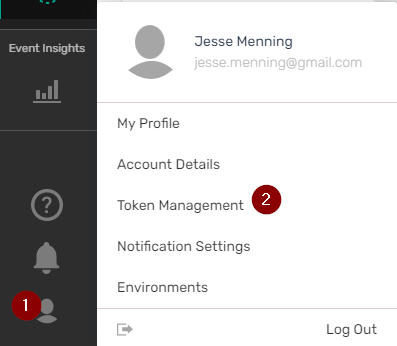 Event Insights
Jesse Menning
jesse.menning@gmail.com
My Profile
Account Details
Token Management 2
Notification Settings
Environments
?
1
Log Out